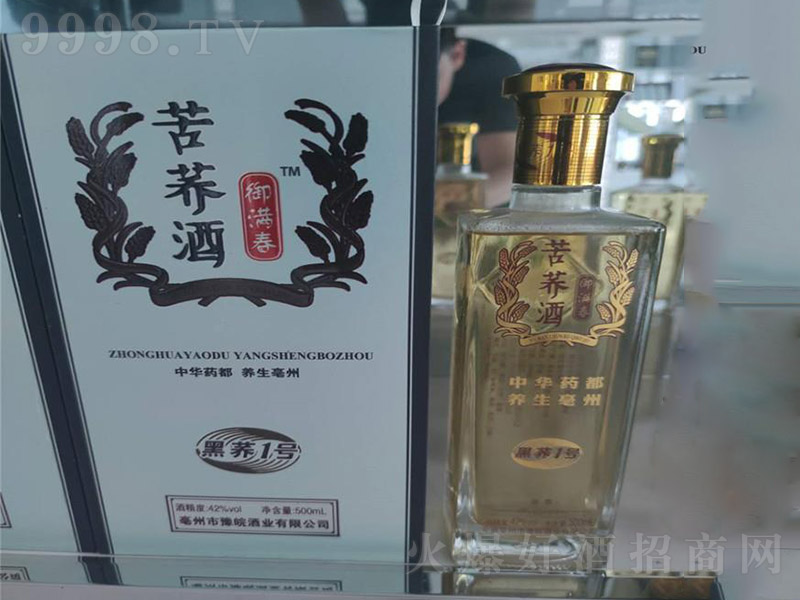 9998.TV
苦荞酒
御满春
TM
ZHONGHUAYAODU YANGSHENGBOZHOU
中华药都 养生亳州
黑荞1号
酒精度:42%vol 净含量:500mL
亳州市豫皖酒业有限公司
苦荞酒
御满春
中华药都
养生亳州
黑荞1号
火爆好酒招商网